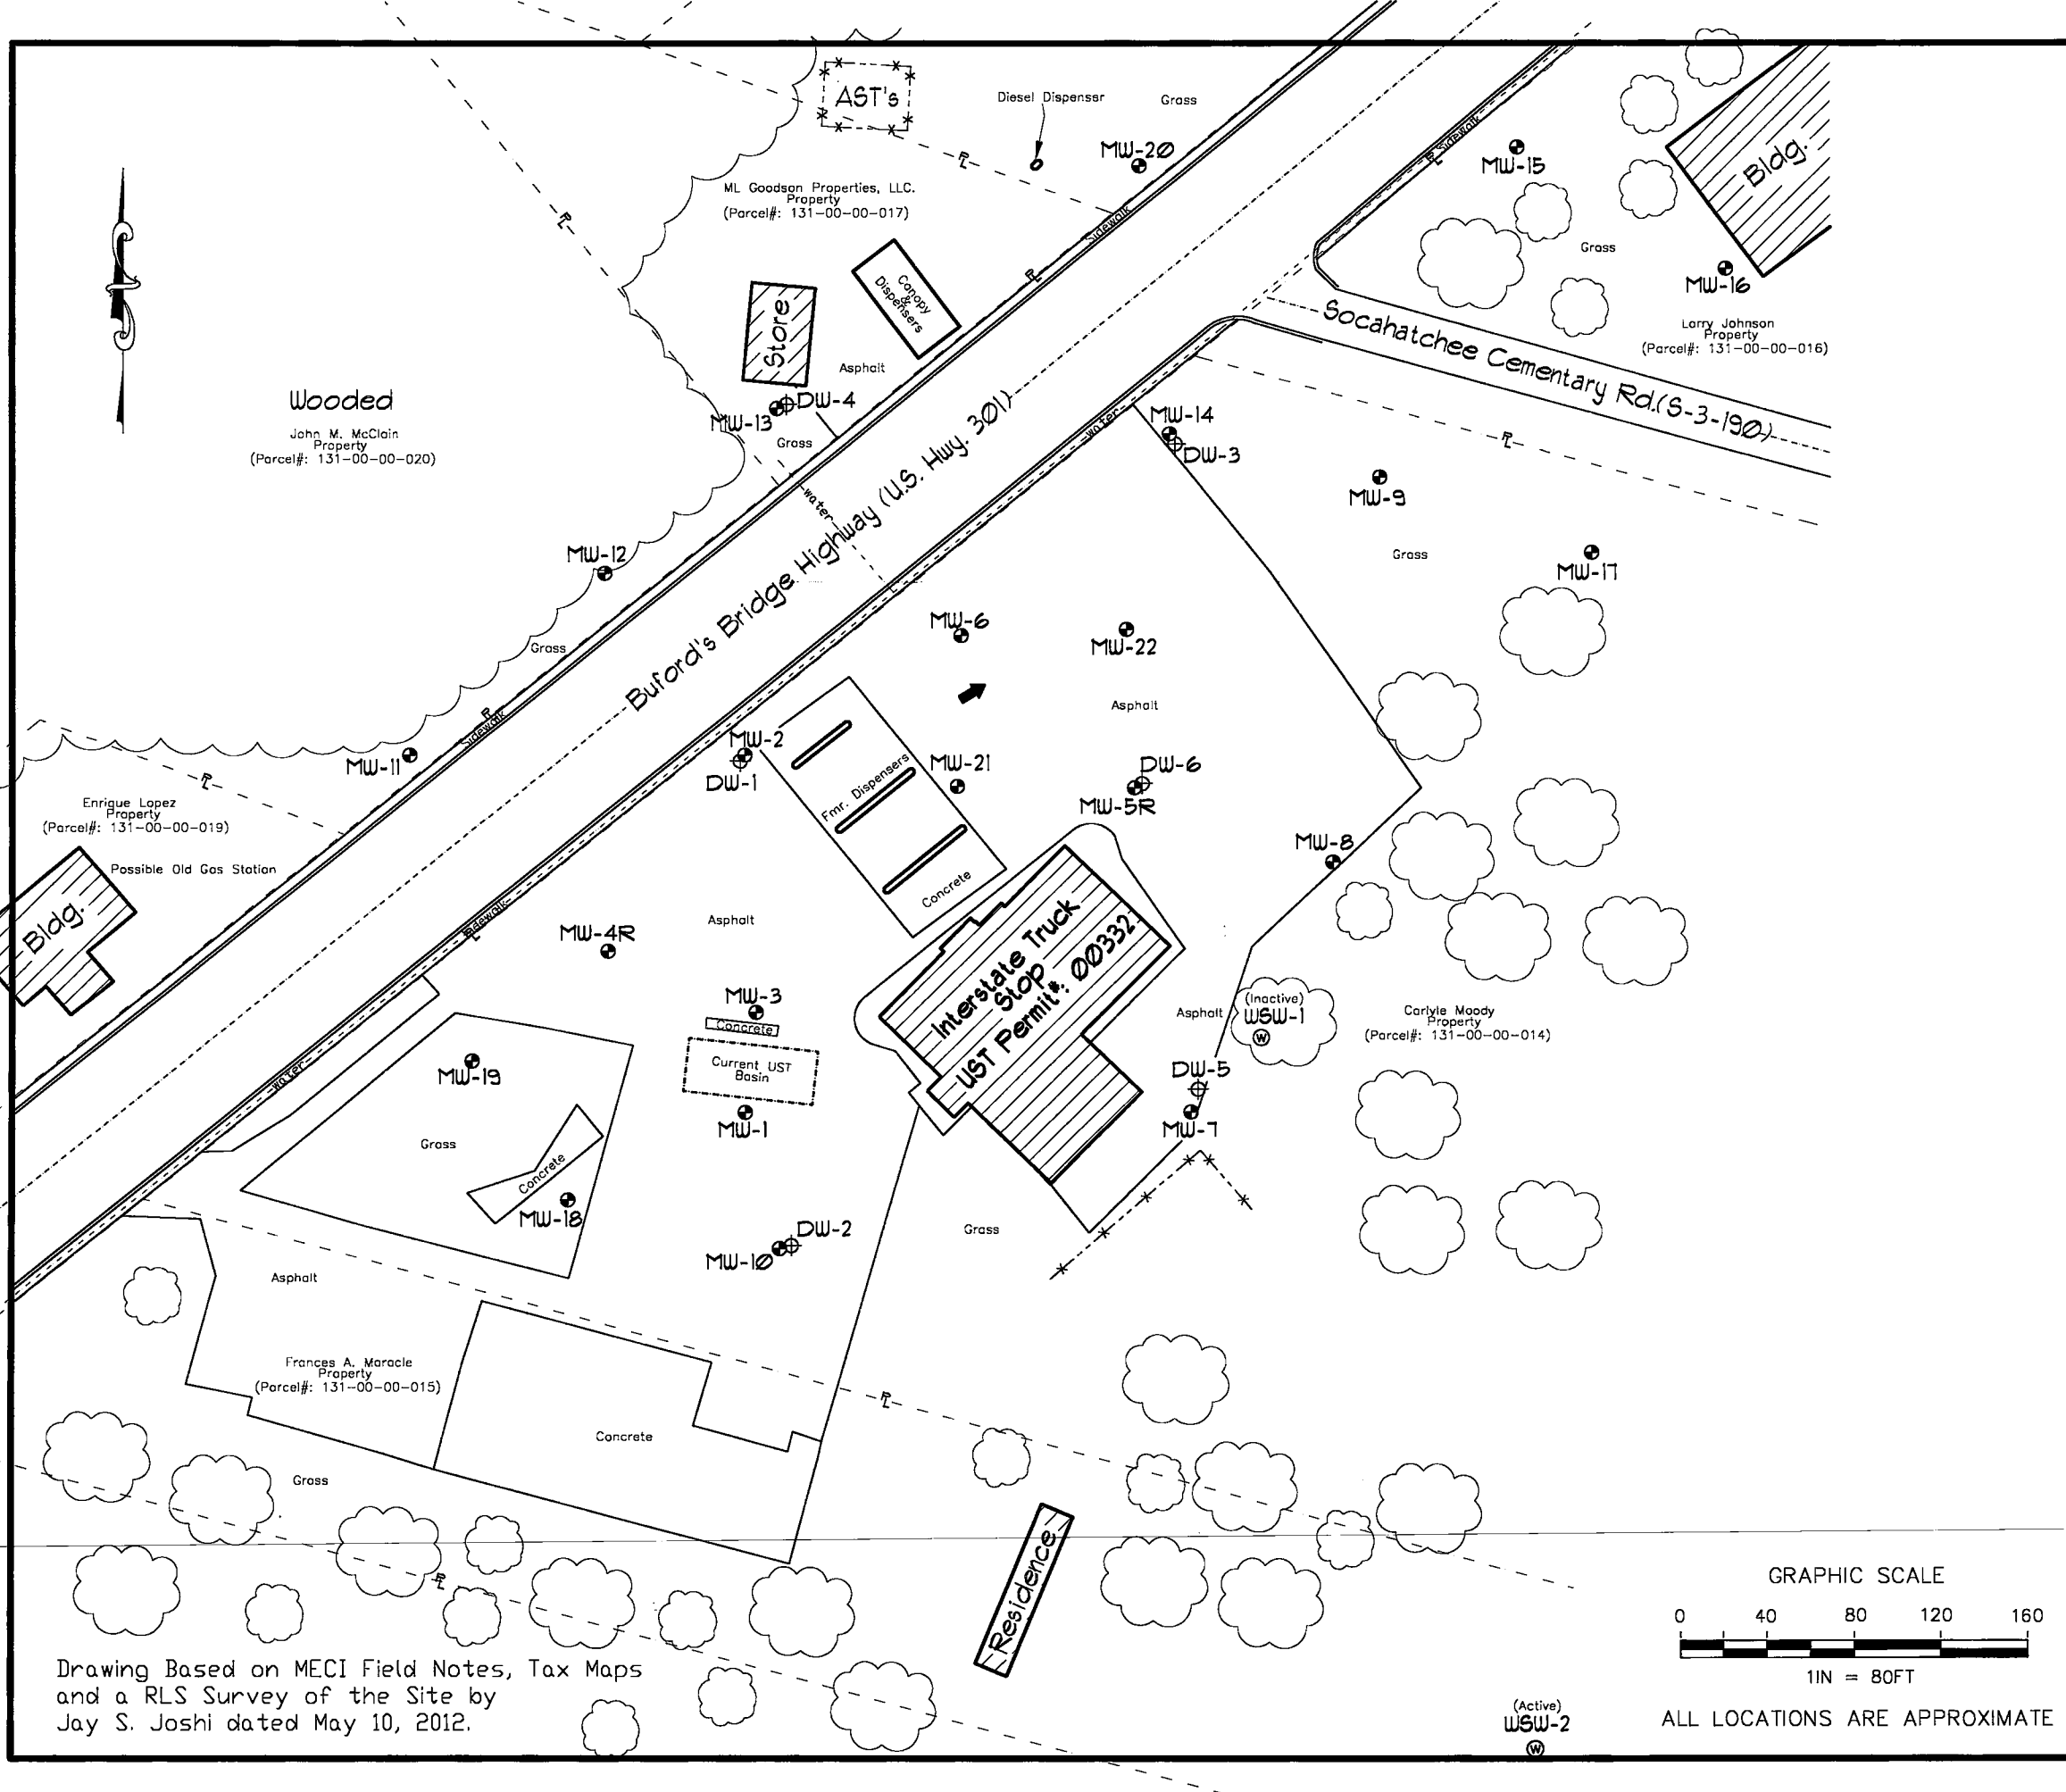 AST's
Diesel Dispenser
Grass
MW-20
Sidewalk
MW-15
Bldg.
ML Goodson Properties, LLC.
Property
(Parcel#: 131-00-00-017)
Sidewalk
Grass
MW-16
Canopy
&
Dispensers
Store
Asphalt
Larry Johnson
Property
(Parcel#: 131-00-00-016)
Socahatchee Cementary Rd.(S-3-190)
Wooded
John M. McClain
Property
(Parcel#: 131-00-00-020)
DW-4
MW-13
Grass
water
MW-14
DW-3
MW-9
Buford's Bridge Highway (U.S. Hwy. 301)
water
MW-12
Grass
MW-17
MW-6
MW-22
Grass
Asphalt
Sidewalk
MW-11
MW-2
DW-1
MW-21
DW-6
MW-5R
Fmr. Dispensers
Concrete
MW-8
Enrique Lopez
Property
(Parcel#: 131-00-00-019)
Possible Old Gas Station
Bldg.
Sidewalk
MW-4R
Asphalt
Interstate Truck
Stop
UST Permit#: 00332
MW-3
Concrete
Current UST
Basin
MW-1
Asphalt
(Inactive)
WSW-1
Carlyle Moody
Property
(Parcel#: 131-00-00-014)
DW-5
MW-7
water
MW-19
Grass
Concrete
MW-18
DW-2
MW-10
Grass
Asphalt
Frances A. Maracle
Property
(Parcel#: 131-00-00-015)
Concrete
Grass
Residence
Drawing Based on MECI Field Notes, Tax Maps
and a RLS Survey of the Site by
Jay S. Joshi dated May 10, 2012.
GRAPHIC SCALE
0 40 80 120 160
1IN = 80FT
(Active)
WSW-2
ALL LOCATIONS ARE APPROXIMATE